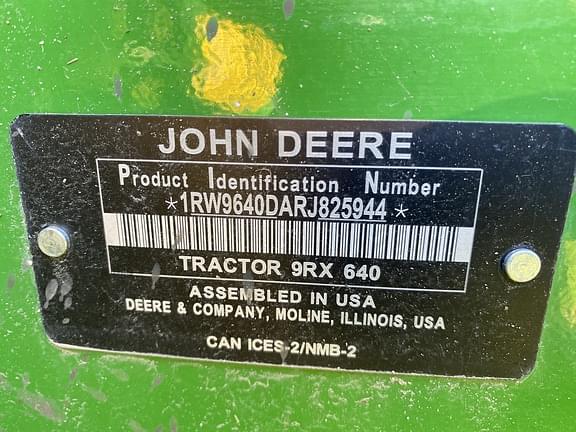 JOHN DEERE
Product Identification Number
*1RW9640DARJ825944*
TRACTOR 9RX 640
ASSEMBLED IN USA
DEERE & COMPANY, MOLINE, ILLINOIS, USA
CAN ICES-2/NMB-2